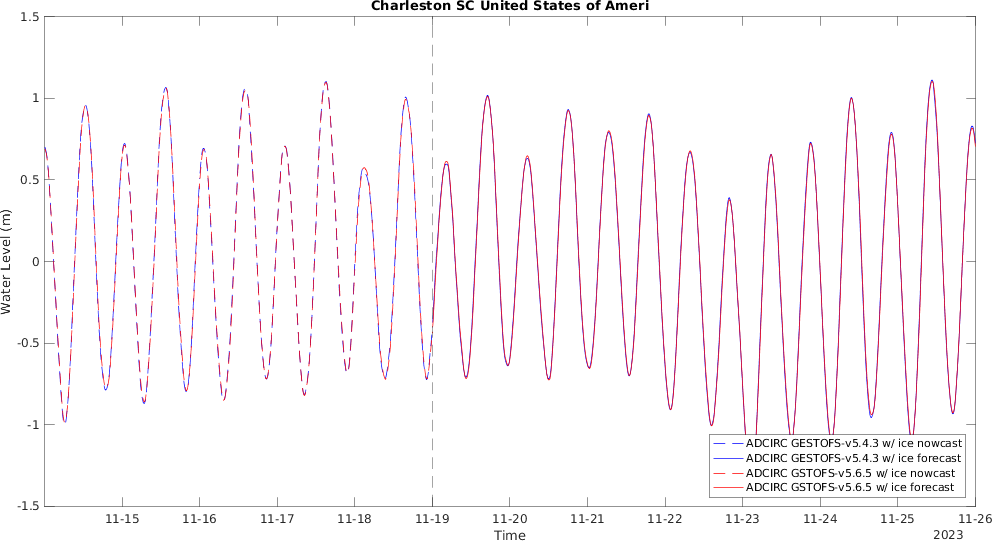 Charleston SC United States of Ameri
1.5
1
0.5
0
-0.5
-1
-1.5
Water Level (m)
11-15
11-16
11-17
11-18
11-19
11-20
11-21
11-22
11-23
11-24
11-25
11-26
Time
2023
ADCIRC GESTOFS-v5.4.3 w/ ice nowcast
ADCIRC GESTOFS-v5.4.3 w/ ice forecast
ADCIRC GSTOFS-v5.6.5 w/ ice nowcast
ADCIRC GSTOFS-v5.6.5 w/ ice forecast